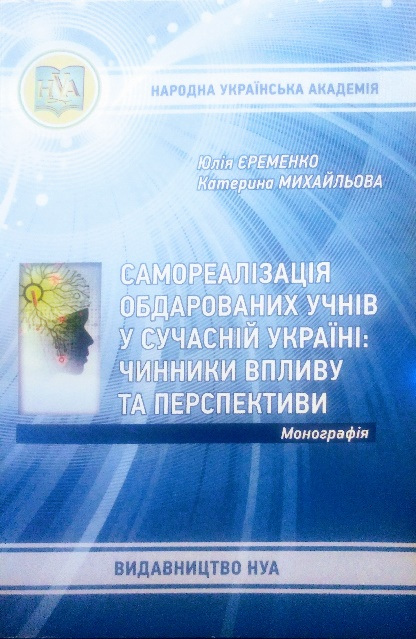 НУА
НАРОДНА УКРАЇНСЬКА АКАДЕМІЯ
Юлія ЄРЕМЕНКО
Катерина МИХАЙЛЬОВА
САМОРЕАЛІЗАЦІЯ
ОБДАРОВАНИХ УЧНІВ
У СУЧАСНІЙ УКРАЇНІ:
ЧИННИКИ ВПЛИВУ
ТА ПЕРСПЕКТИВИ
Монографія
ВИДАВНИЦТВО НУА